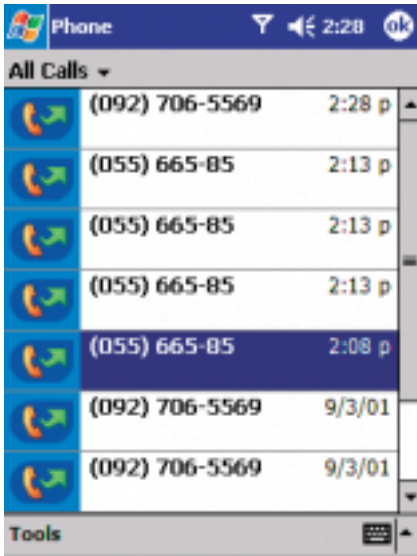 Phone 2:28 ok
All Calls
(092) 706-5569 2:28 p
(055) 665-85 2:13 p
(055) 665-85 2:13 p
(055) 665-85 2:13 p
(055) 665-85 2:08 p
(092) 706-5569 9/3/01
(092) 706-5569 9/3/01
Tools